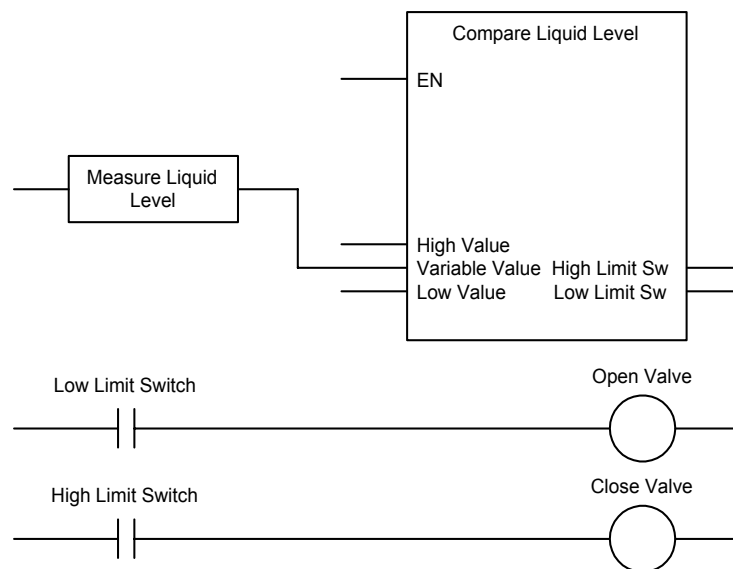 Compare Liquid Level
EN
Measure Liquid
Level
High Value
Variable Value High Limit Sw
Low Value Low Limit Sw
Low Limit Switch
Open Valve
High Limit Switch
Close Valve